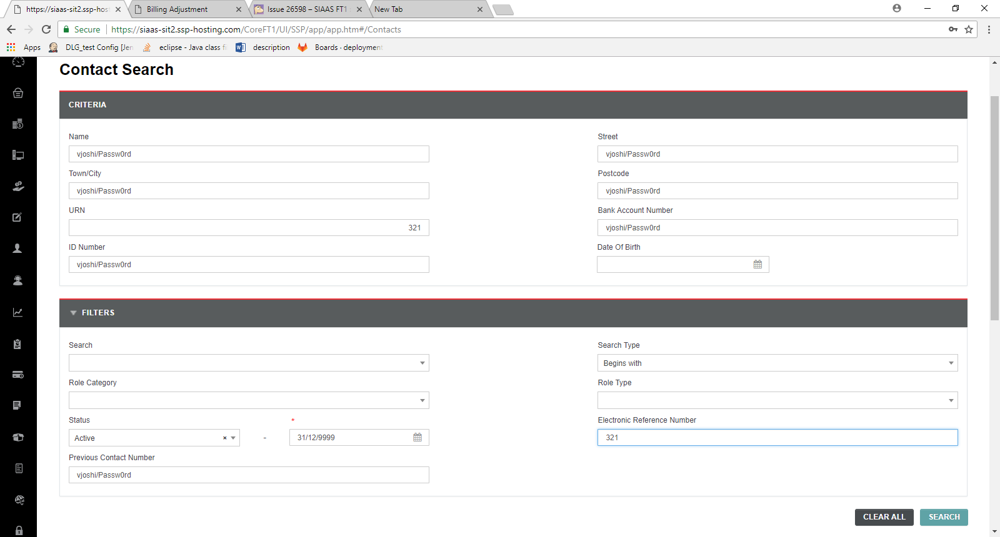 https://siaas-sit2.ssp-hos
Billing Adjustment
Issue 26598 – SIAAS FT1
New Tab
Secure
https://siaas-sit2.ssp-hosting.com/CoreFT1/UI/SSP/app/app.htm#/Contacts
Apps
DLG_test Config [Jen
eclipse - Java class fi
description
Boards · deployment
Contact Search
CRITERIA
Name
Street
vjoshi/Passw0rd
vjoshi/Passw0rd
Town/City
Postcode
vjoshi/Passw0rd
vjoshi/Passw0rd
URN
Bank Account Number
321
vjoshi/Passw0rd
ID Number
Date Of Birth
vjoshi/Passw0rd
FILTERS
Search
Search Type
Begins with
Role Category
Role Type
Status
*
Electronic Reference Number
Active
-
31/12/9999
321
Previous Contact Number
vjoshi/Passw0rd
CLEAR ALL
SEARCH